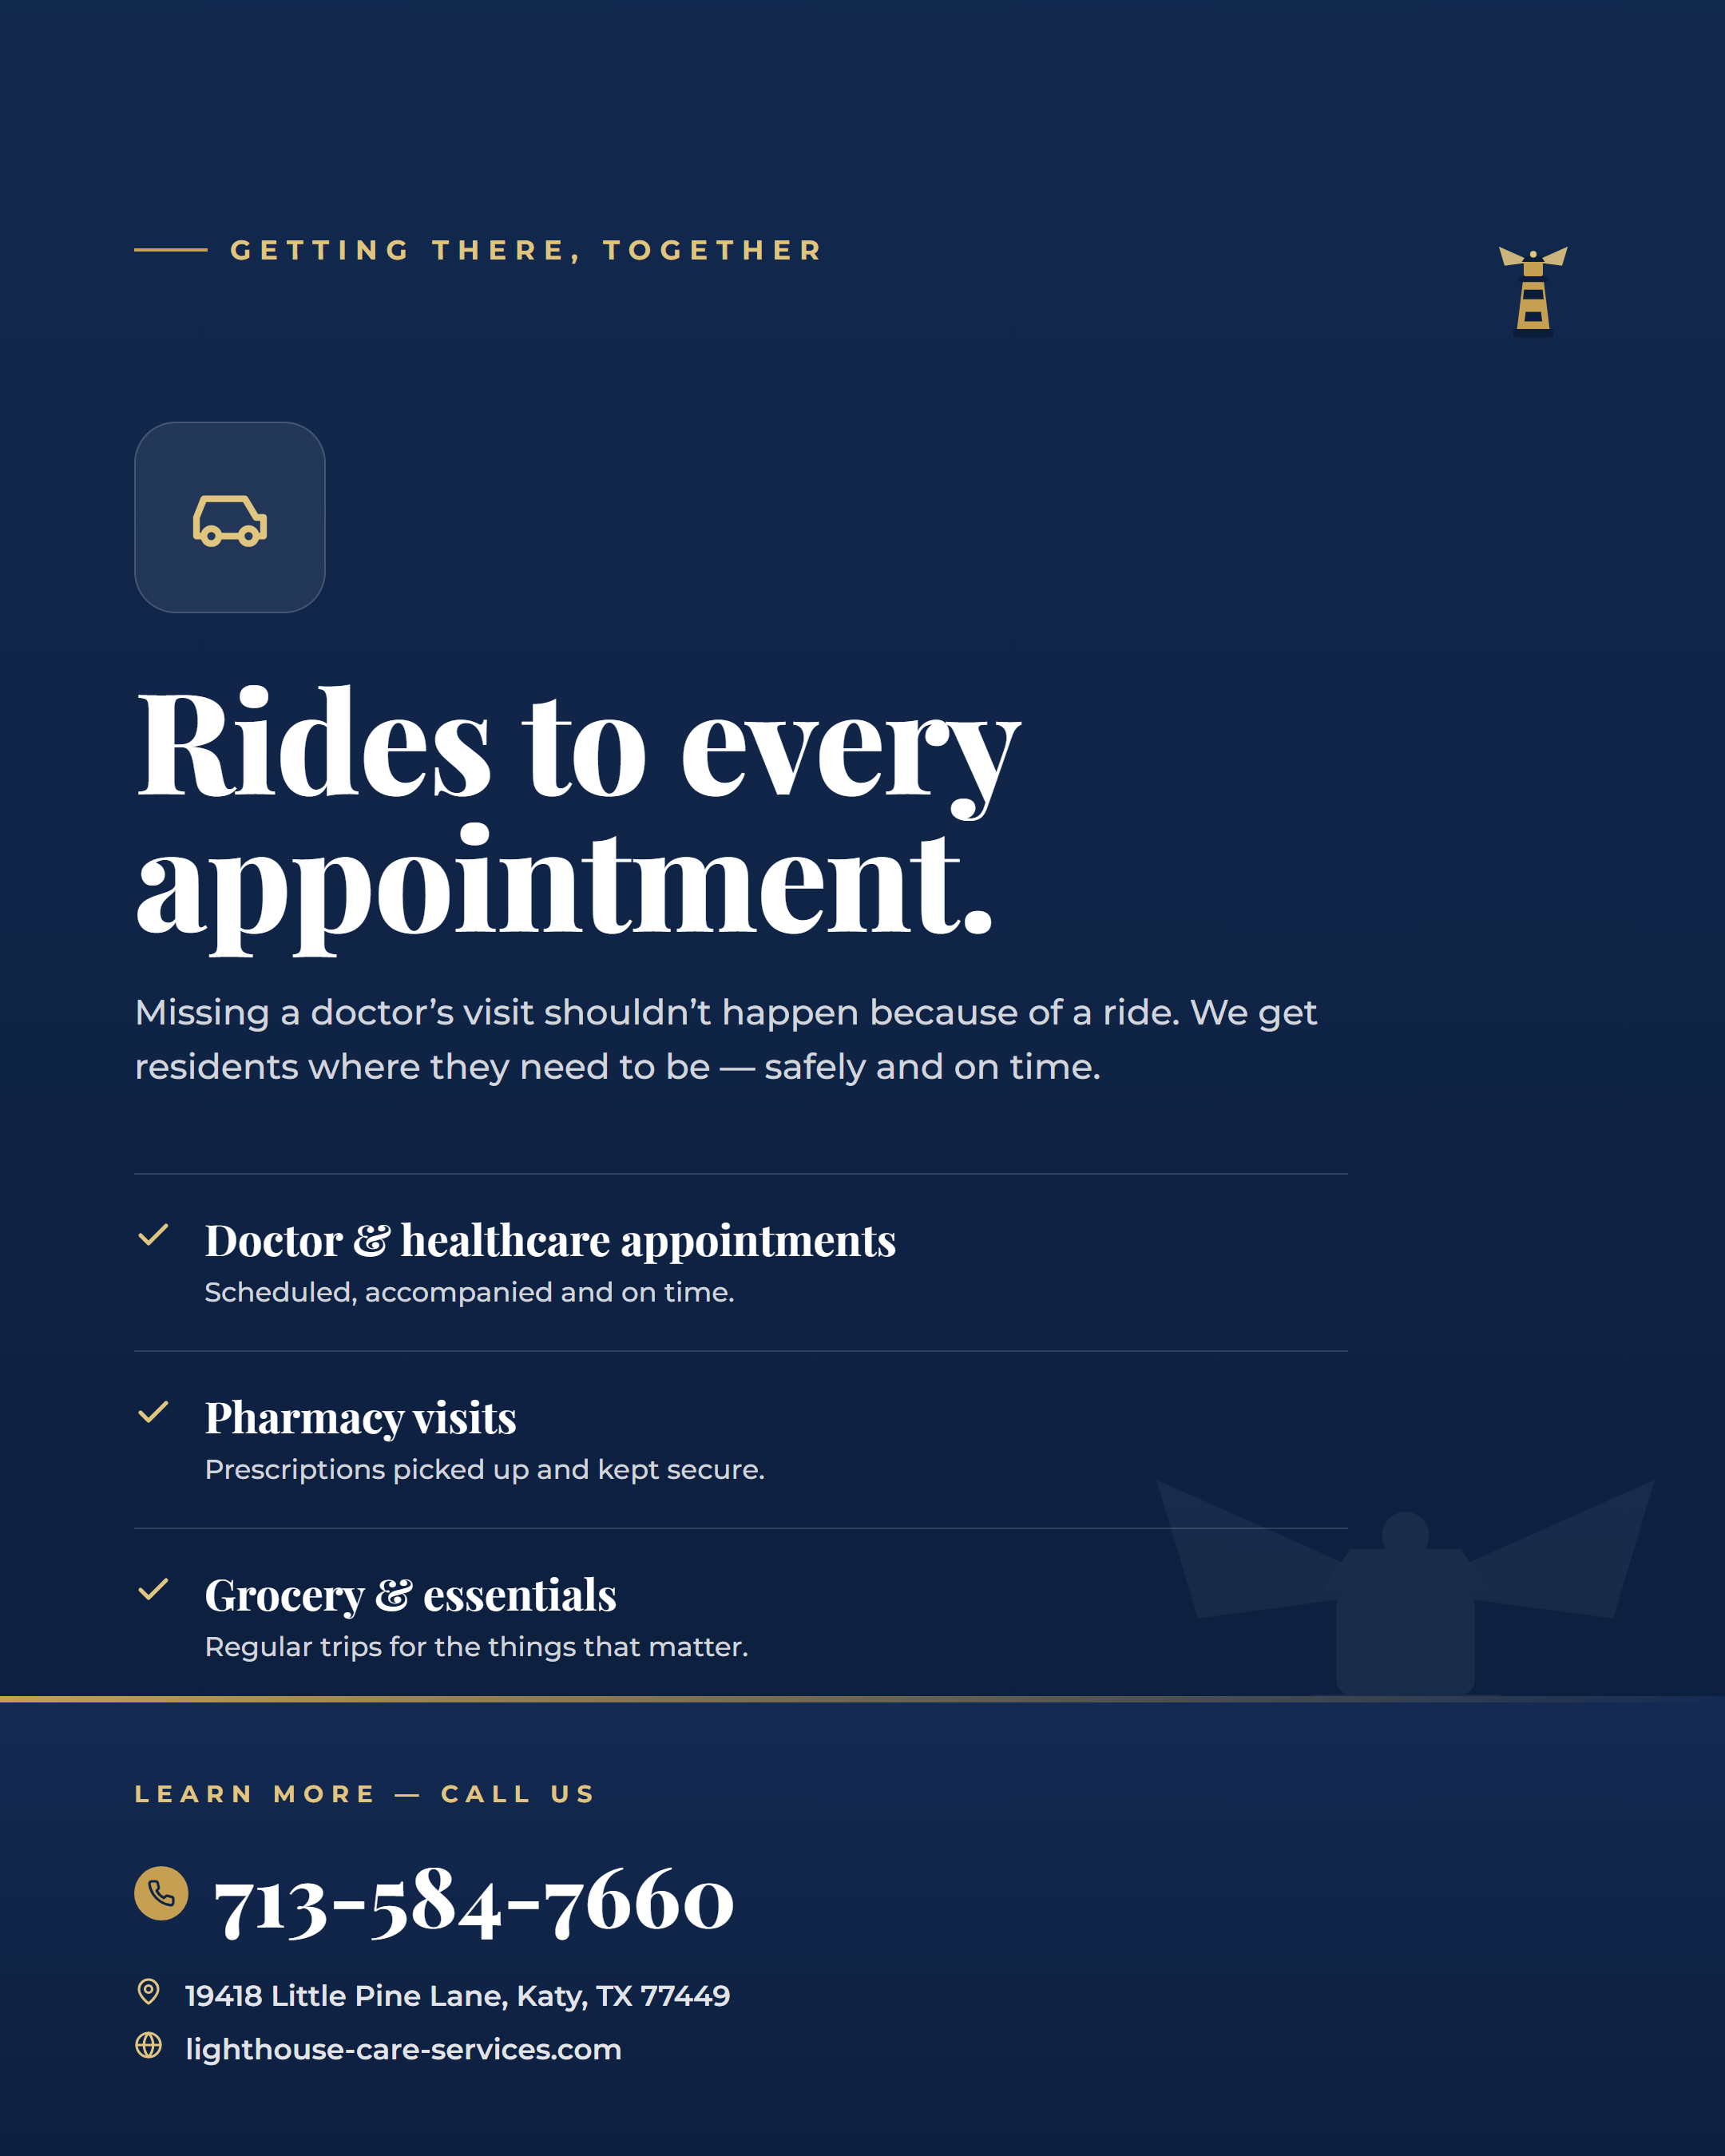 GETTING THERE, TOGETHER
Rides to every
appointment.
Missing a doctor’s visit shouldn’t happen because of a ride. We get
residents where they need to be — safely and on time.
Doctor & healthcare appointments
Scheduled, accompanied and on time.
Pharmacy visits
Prescriptions picked up and kept secure.
Grocery & essentials
Regular trips for the things that matter.
LEARN MORE — CALL US
713-584-7660
19418 Little Pine Lane, Katy, TX 77449
lighthouse-care-services.com